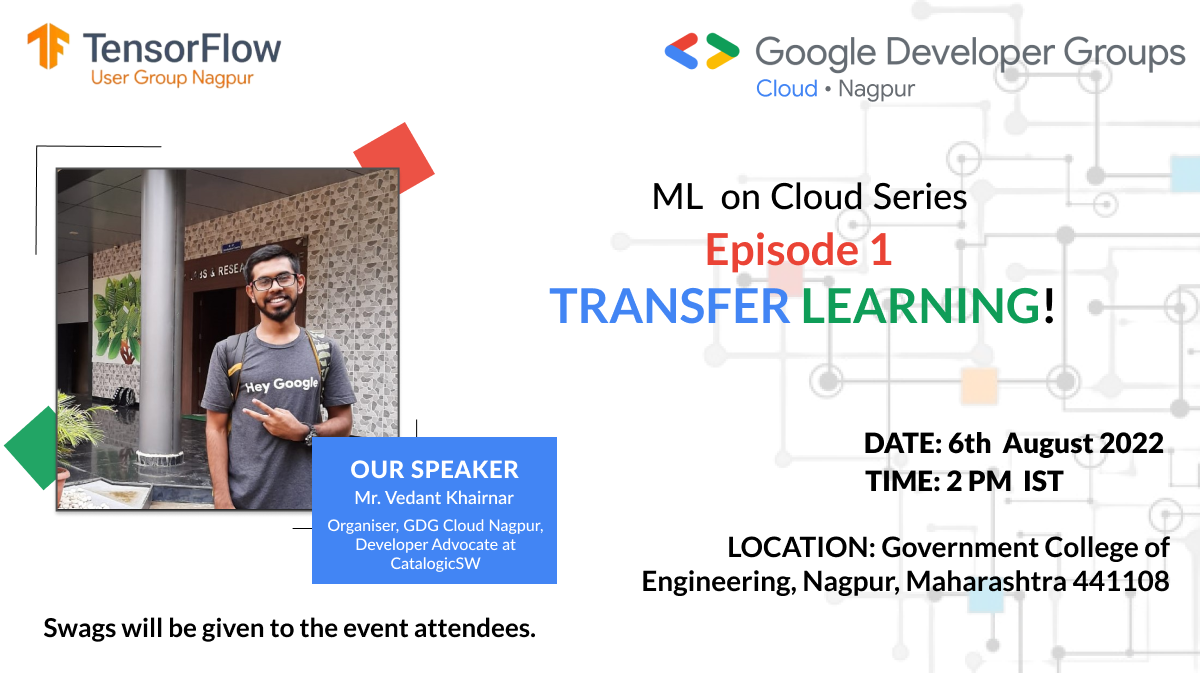 TensorFlow
User Group Nagpur
Google Developer Groups
Cloud • Nagpur
ML on Cloud Series
Episode 1
TRANSFER LEARNING!
Hey Google
OUR SPEAKER
Mr. Vedant Khairnar
Organiser, GDG Cloud Nagpur,
Developer Advocate at
CatalogicSW
DATE: 6th August 2022
TIME: 2 PM IST
LOCATION: Government College of
Engineering, Nagpur, Maharashtra 441108
Swags will be given to the event attendees.